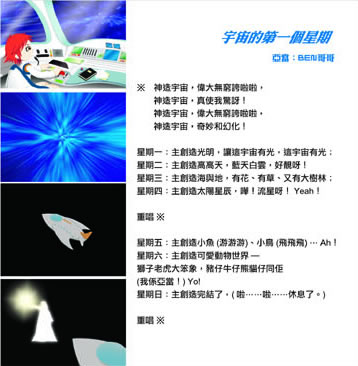 宇宙的第一個星期
亞當：BEN哥哥
※ 神造宇宙，偉大無窮誇啦啦，
神造宇宙，真使我驚訝！
神造宇宙，偉大無窮誇啦啦，
神造宇宙，奇妙和幻化！
星期一：主創造光明，讓這宇宙有光，這宇宙有光；
星期二：主創造高高天，藍天白雲，好靚呀！
星期三：主創造海與地，有花、有草、又有大樹林；
星期四：主創造太陽星辰，嘩！流星呀！ Yeah！
重唱 ※
星期五：主創造小魚 (游游游)、小鳥 (飛飛飛) … Ah！
星期六：主創造可愛動物世界 —
獅子老虎大笨象，豬仔牛仔熊貓仔同佢
(我係亞當！) Yo!
星期日：主創造完結了，( 啦……啦……休息了。)
重唱 ※